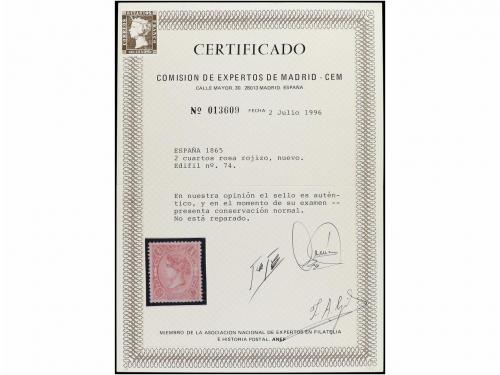 CERTIFICADO
COMISION DE EXPERTOS DE MADRID - CEM
CALLE MAYOR, 30. 28013 MADRID. ESPAÑA
Nº 013609 FECHA 2 Julio 1996
ESPAÑA 1865
2 cuartos rosa rojizo, nuevo.
Edifil nº. 74.
En nuestra opinión el sello es autén-
tico, y en el momento de su examen --
presenta conservación normal.
No está reparado.
MIEMBRO DE LA ASOCIACION NACIONAL DE EXPERTOS EN FILATELIA
E HISTORIA POSTAL. ANEF